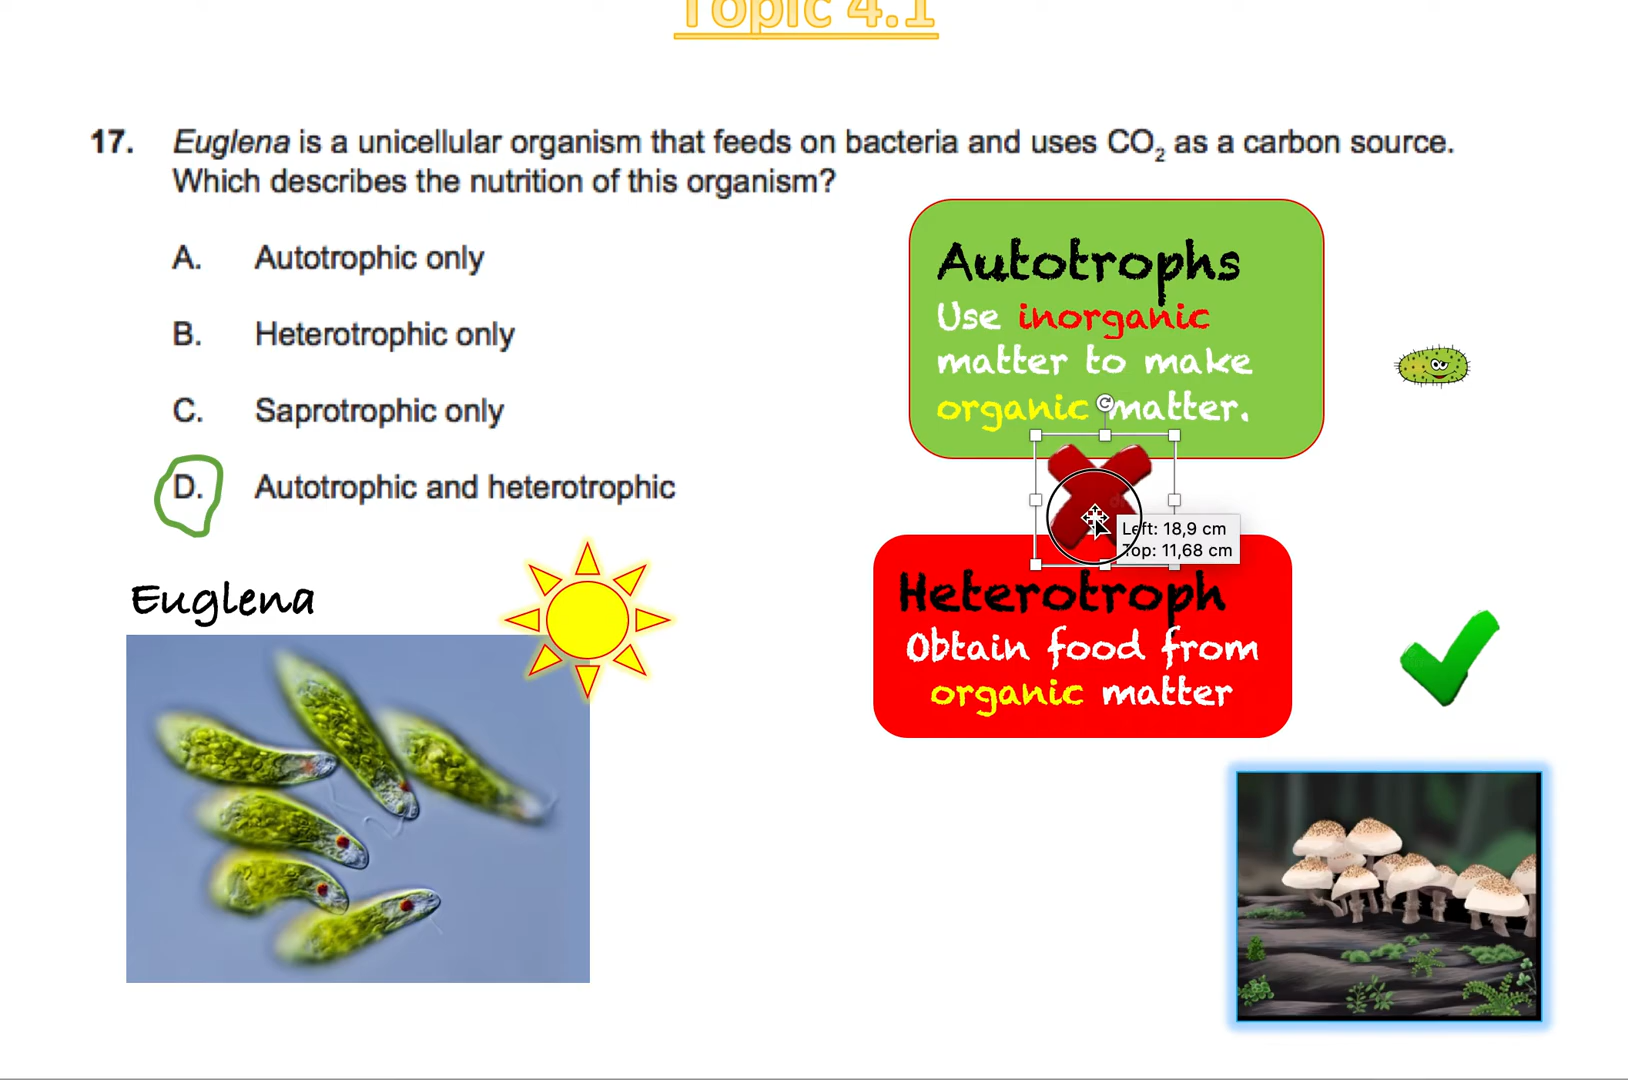 Topic 4.1
17. Euglena is a unicellular organism that feeds on bacteria and uses CO₂ as a carbon source.
Which describes the nutrition of this organism?
A. Autotrophic only
B. Heterotrophic only
C. Saprotrophic only
D. Autotrophic and heterotrophic
Autotrophs
Use inorganic
matter to make
organic matter.
Left: 18,9 cm
Top: 11,68 cm
Heterotroph
Obtain food from
organic matter
Euglena